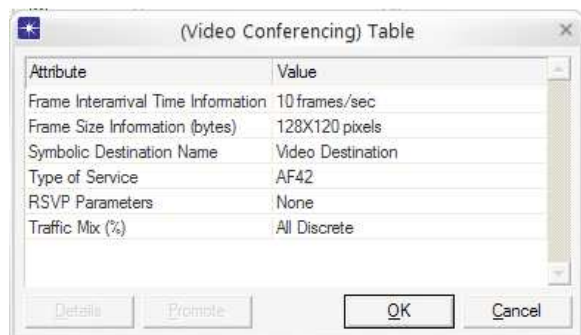 (Video Conferencing) Table
Attribute Value
Frame Interarrival Time Information 10 frames/sec
Frame Size Information (bytes) 128X120 pixels
Symbolic Destination Name Video Destination
Type of Service AF42
RSVP Parameters None
Traffic Mix (%) All Discrete
Details Promote OK Cancel